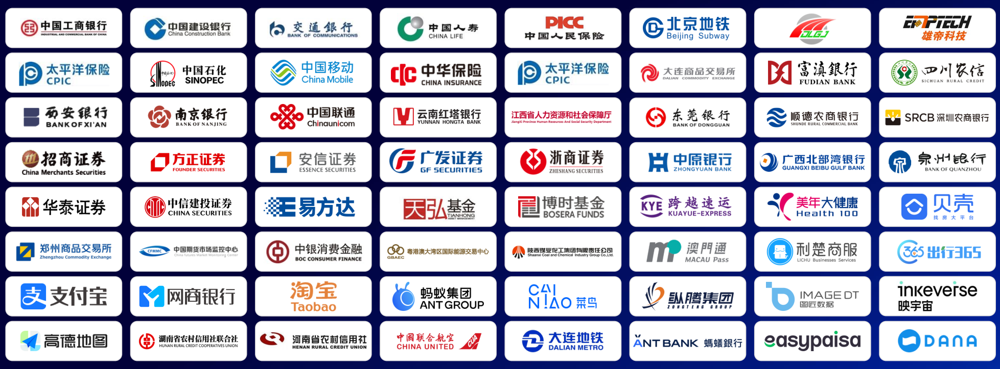 中国工商银行
INDUSTRIAL AND COMMERCIAL BANK OF CHINA
中国建设银行
China Construction Bank
交通銀行
BANK OF COMMUNICATIONS
中国人寿
CHINA LIFE
PICC
中国人民保险
北京地铁
Beijing Subway
DLGJ
EMPTECH
雄帝科技
太平洋保险
CPIC
中国石化
SINOPEC
中国石化
SINOPEC
中国移动
China Mobile
中华保险
CHINA INSURANCE
太平洋保险
CPIC
大连商品交易所
DALIAN COMMODITY EXCHANGE
富滇銀行
FUDIAN BANK
四川农信
SICHUAN RURAL CREDIT
西安银行
BANK OF XI'AN
南京银行
BANK OF NANJING
中国联通
China unicom
云南红塔银行
YUNNAN HONGTA BANK
江西省人力资源和社会保障厅
JiangXi Province Human Resources And Social Security Department
东莞银行
BANK OF DONGGUAN
顺德农商银行
SHUNDE RURAL COMMERCIAL BANK
SRCB 深圳农商银行
招商证券
China Merchants Securities
方正证券
FOUNDER SECURITIES
安信证券
ESSENCE SECURITIES
广发证券
GF SECURITIES
浙商证券
ZHESHANG SECURITIES
中原银行
ZHONGYUAN BANK
广西北部湾银行
GUANGXI BEIBU GULF BANK
泉州银行
BANK OF QUANZHOU
华泰证券
中信建投证券
CHINA SECURITIES
易方达
天弘基金
TIANHONG
ASSET MANAGEMENT
博时基金
BOSERA FUNDS
KYE
跨越速运
KUAYUE-EXPRESS
美年大健康
Health 100
贝壳
找房大平台
郑州商品交易所
Zhengzhou Commodity Exchange
CFMMC
中国期货市场监控中心
China futures Market Monitoring Center
中银消费金融
BOC CONSUMER FINANCE
GBAEC
粤港澳大湾区国际能源交易中心
陕西煤业化工集团有限责任公司
Shaanxi Coal and Chemical Industry Group Co.,Ltd.
澳門通
MACAU Pass
利楚商服
LICHU Businesses Services
365
出行365
支付宝
网商银行
淘宝
Taobao
蚂蚁集团
ANT GROUP
CAI
NIAO 菜鸟
纵腾集团
ZONGTENG GROUP
IMAGE DT
图匠数据
inkeverse
映宇宙
高德地图
湖南省农村信用社联合社
HUNAN RURAL CREDIT COOPERATIVES UNION
河南省农村信用社
HENAN RURAL CREDIT UNION
中國联合航空
CHINA UNITED
CUA
大连地铁
DALIAN METRO
ANT BANK 螞蟻銀行
easypaisa
DANA